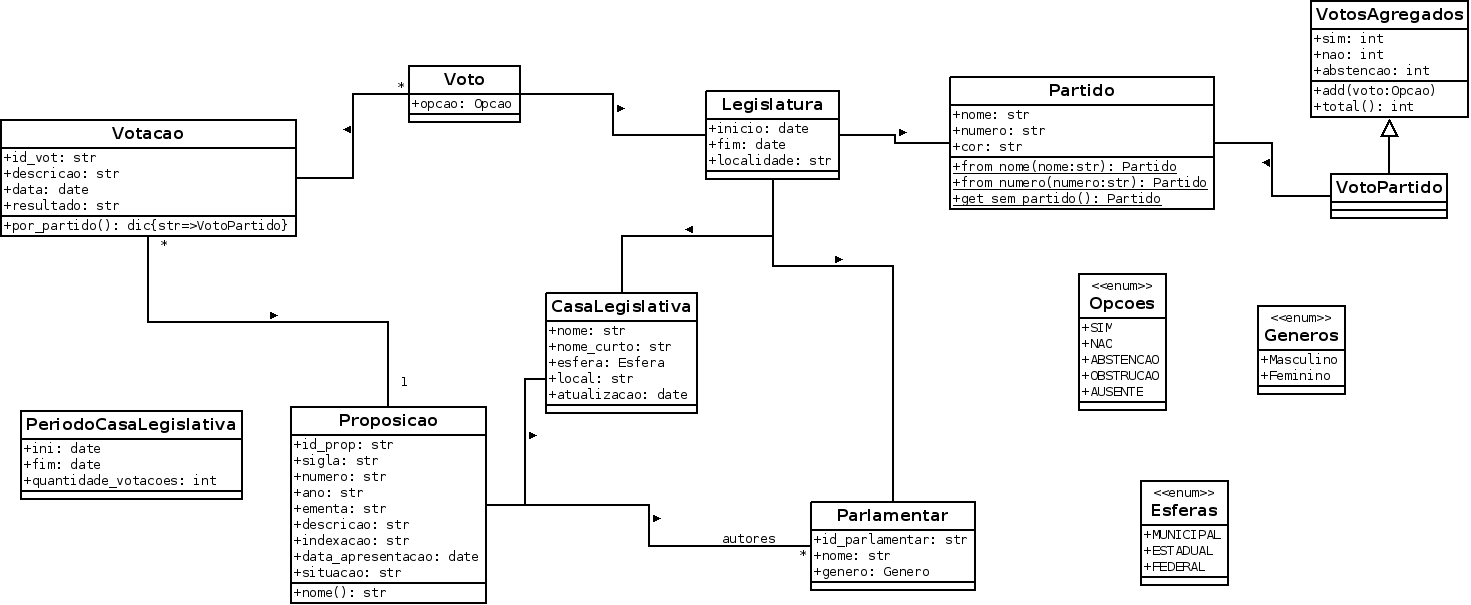 VotosAgregados
+sim: int
+nao: int
+abstencao: int
+add(voto:Opcao)
+total(): int
Voto
+opcao: Opcao
*
Legislatura
+inicio: date
+fim: date
+localidade: str
Partido
+nome: str
+numero: str
+cor: str
+from_nome(nome:str): Partido
+from_numero(numero:str): Partido
+get_sem_partido(): Partido
VotoPartido
Votacao
+id_vot: str
+descricao: str
+data: date
+resultado: str
+por_partido(): dic{str=>VotoPartido}
*
1
CasaLegislativa
+nome: str
+nome_curto: str
+esfera: Esfera
+local: str
+atualizacao: date
<<enum>>
Opcoes
+SIM
+NAO
+ABSTENCAO
+OBSTRUCAO
+AUSENTE
<<enum>>
Generos
+Masculino
+Feminino
PeriodoCasaLegislativa
+ini: date
+fim: date
+quantidade_votacoes: int
Proposicao
+id_prop: str
+sigla: str
+numero: str
+ano: str
+ementa: str
+descricao: str
+indexacao: str
+data_apresentacao: date
+situacao: str
+nome(): str
autores
*
Parlamentar
+id_parlamentar: str
+nome: str
+genero: Genero
<<enum>>
Esferas
+MUNICIPAL
+ESTADUAL
+FEDERAL